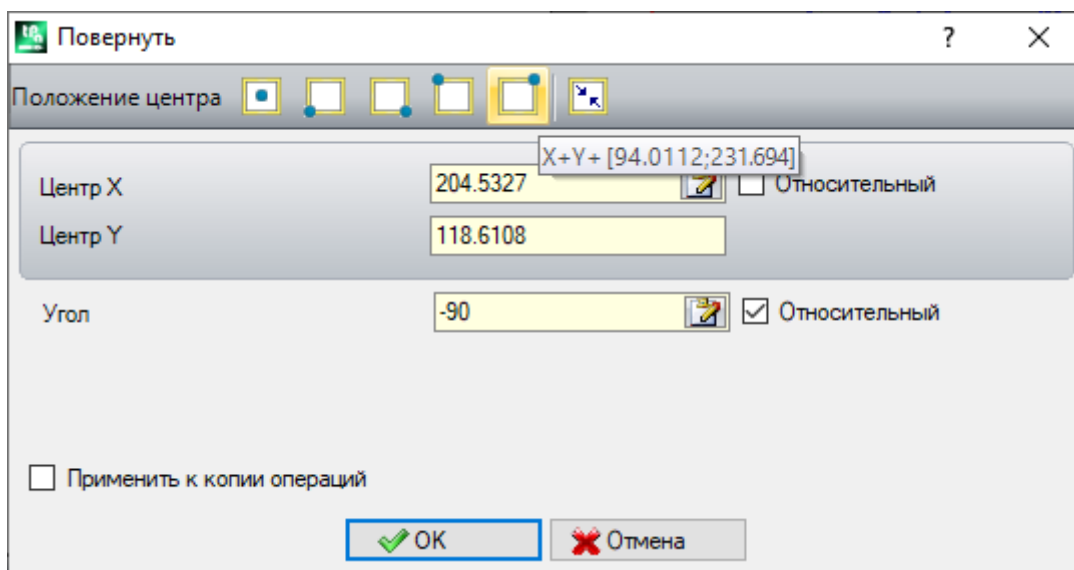 Повернуть ?
Положение центра
X+Y+ [94.0112;231.694]
Центр X 204.5327 Относительный
Центр Y 118.6108
Угол -90 Относительный
Применить к копии операций
OK Отмена